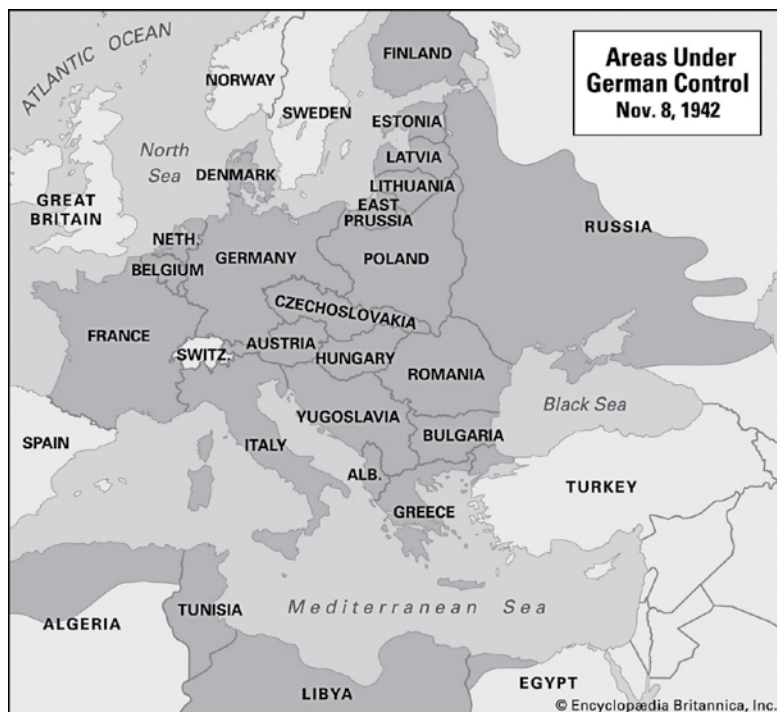 ATLANTIC OCEAN
Areas Under
German Control
Nov. 8, 1942
FINLAND
NORWAY
SWEDEN
ESTONIA
North
Sea
LATVIA
DENMARK
LITHUANIA
GREAT
BRITAIN
EAST
PRUSSIA
RUSSIA
NETH.
GERMANY
POLAND
BELGIUM
CZECHOSLOVAKIA
FRANCE
SWITZ.
AUSTRIA
HUNGARY
ROMANIA
Black Sea
YUGOSLAVIA
SPAIN
ITALY
BULGARIA
ALB.
TURKEY
GREECE
Mediterranean Sea
TUNISIA
ALGERIA
LIBYA
EGYPT
© Encyclopædia Britannica, Inc.